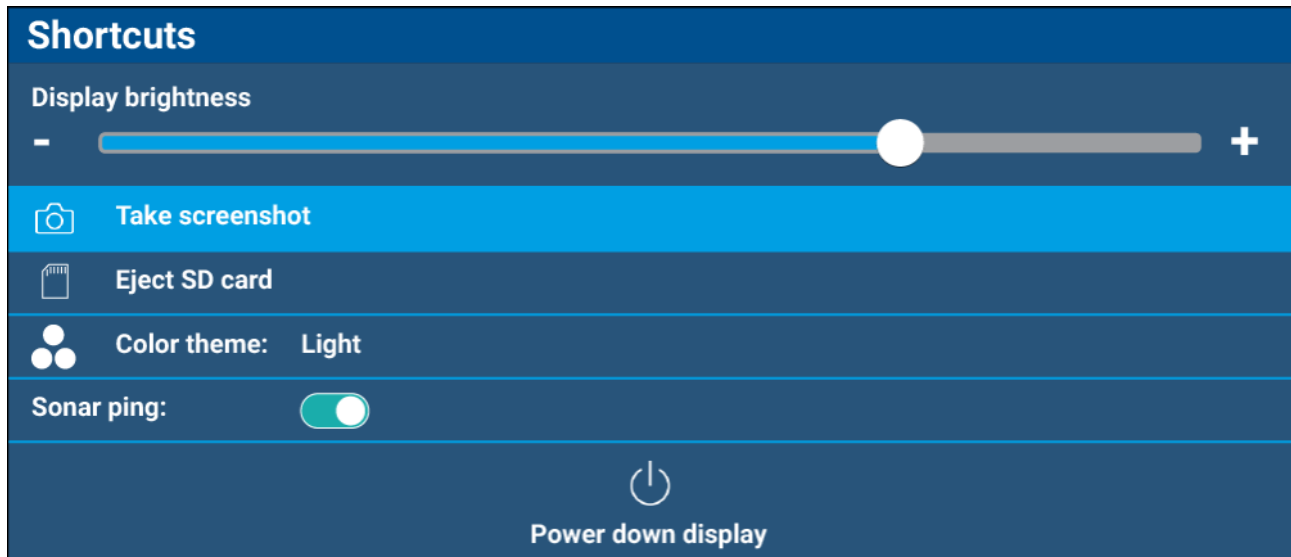 Shortcuts
Display brightness
- +
Take screenshot
Eject SD card
Color theme: Light
Sonar ping:
Power down display